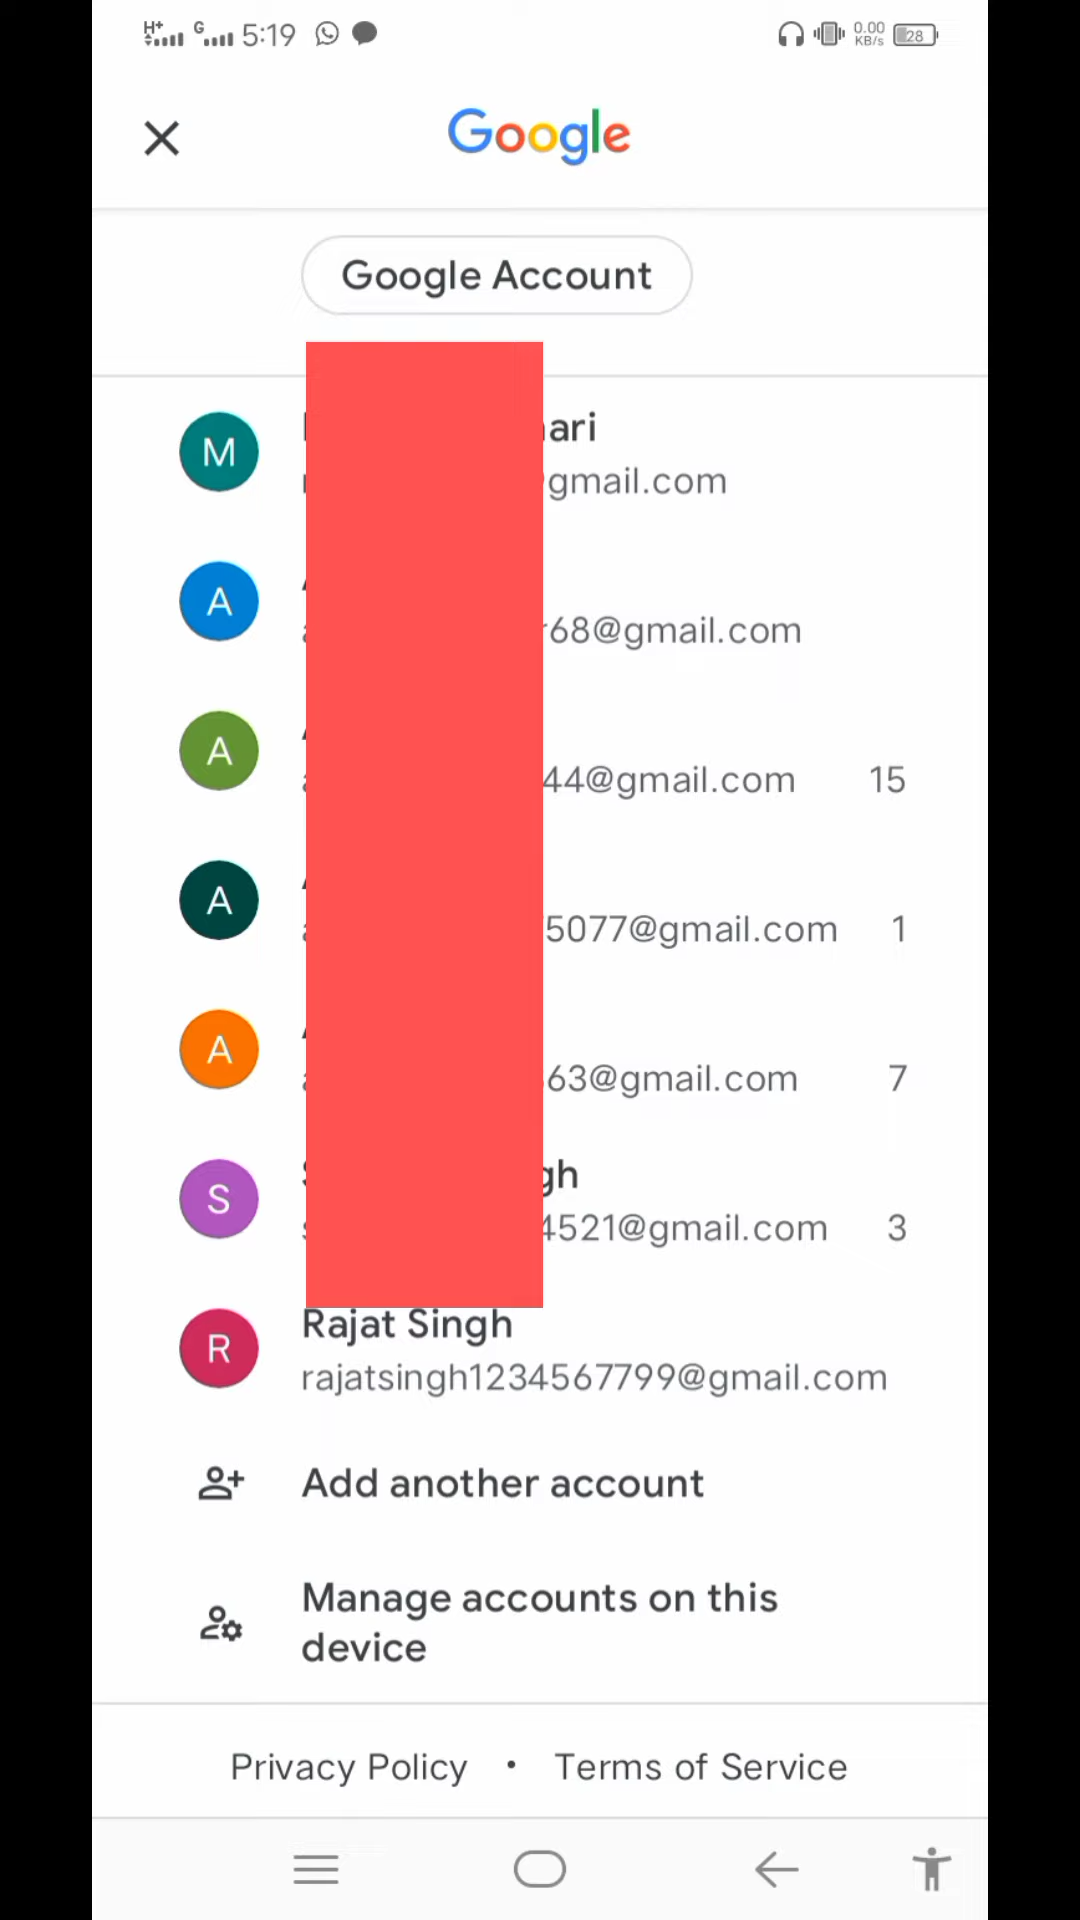 H+ G 5:19 0.00 KB/s 28
Google
Google Account
M
gmail.com
A
68@gmail.com
A
44@gmail.com 15
A
5077@gmail.com 1
A
63@gmail.com 7
S
4521@gmail.com 3
Rajat Singh
R
rajatsingh1234567799@gmail.com
Add another account
Manage accounts on this
device
Privacy Policy • Terms of Service